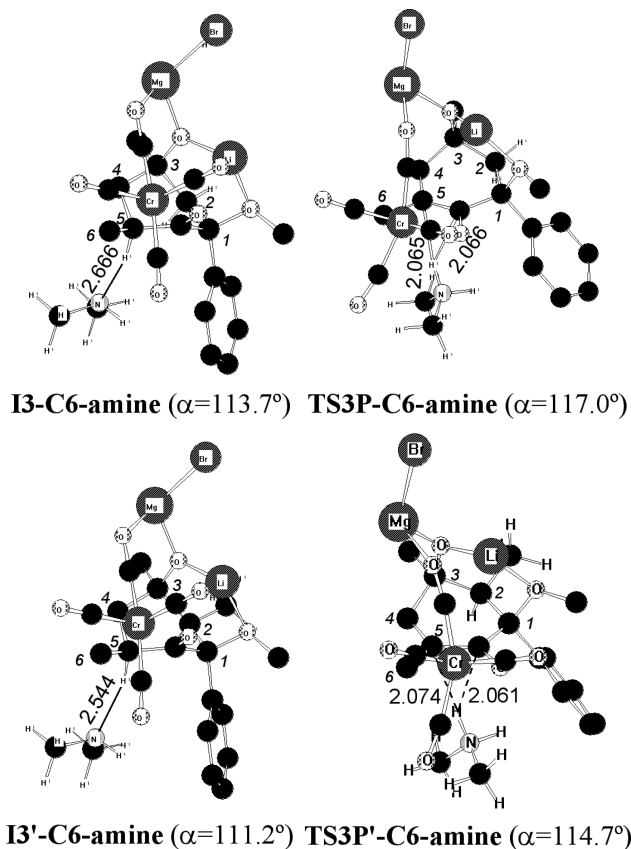 Br
H
Mg
O
O
Li
4
3
O
O
Cr
2
O
5
6
1
O
H'
2.666
N
H
O
Br
Mg
O
Li
O
3
2
H'
4
5
6
1
O
Cr
O
O
2.065
2.066
H'
N
H
I3-C6-amine (α=113.7º) TS3P-C6-amine (α=117.0º)
Br
Mg
O
O
Li
4
3
O
O
Cr
2
O
5
6
1
O
H'
2.544
N
H
O
Br
Mg
O
O
Li
H
H
3
2
H
O
4
5
1
O
Cr
O
6
2.074
2.061
H
O
N
H
H
H
I3'-C6-amine (α=111.2º) TS3P'-C6-amine (α=114.7º)